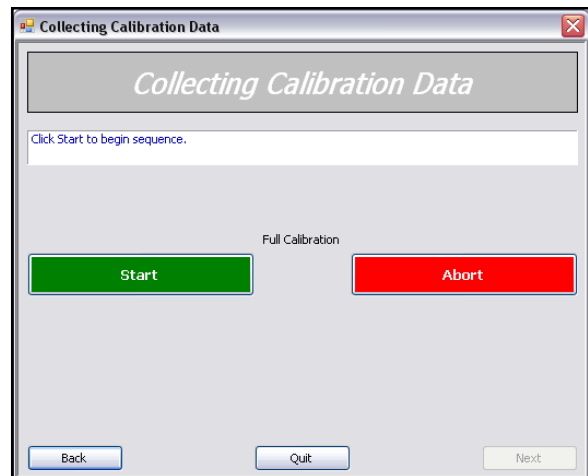 Collecting Calibration Data
Collecting Calibration Data
Click Start to begin sequence.
Full Calibration
Start Abort
Back Quit Next